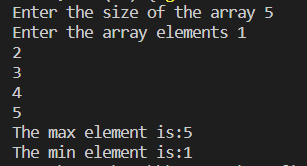 Enter the size of the array 5
Enter the array elements 1
2
3
4
5
The max element is:5
The min element is:1